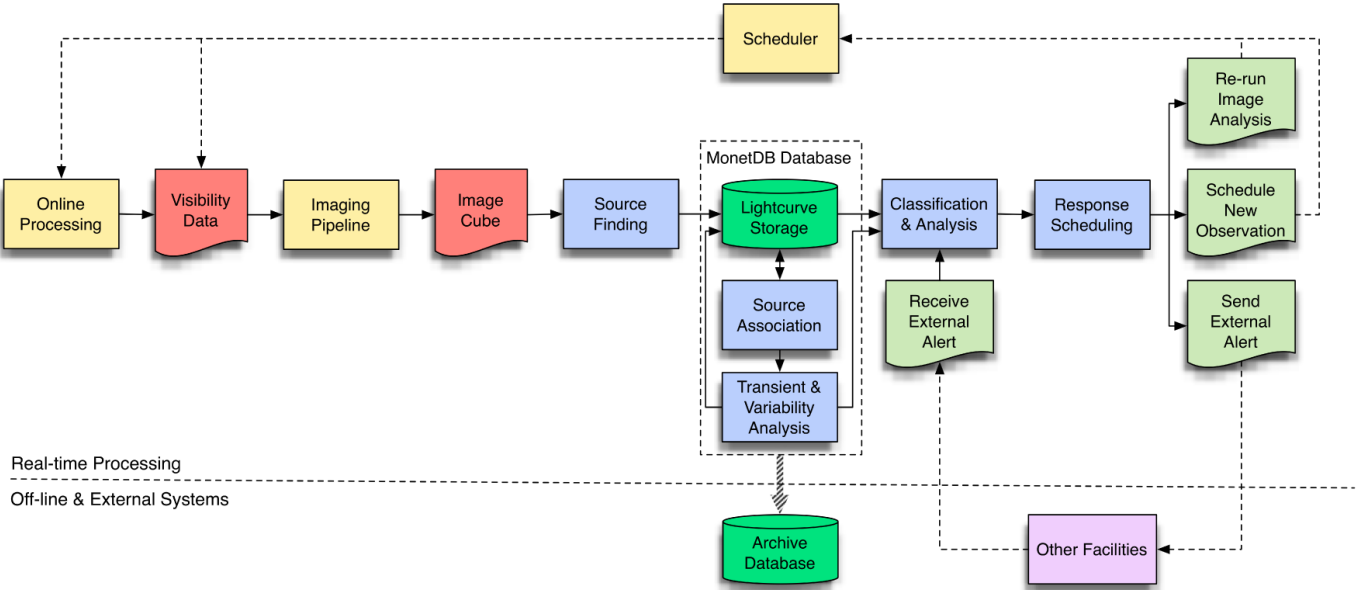 Scheduler
Re-run
Image
Analysis
MonetDB Database
Online
Processing
Visibility
Data
Imaging
Pipeline
Image
Cube
Source
Finding
Lightcurve
Storage
Classification
& Analysis
Response
Scheduling
Schedule
New
Observation
Source
Association
Receive
External
Alert
Send
External
Alert
Transient &
Variability
Analysis
Real-time Processing
Off-line & External Systems
Archive
Database
Other Facilities